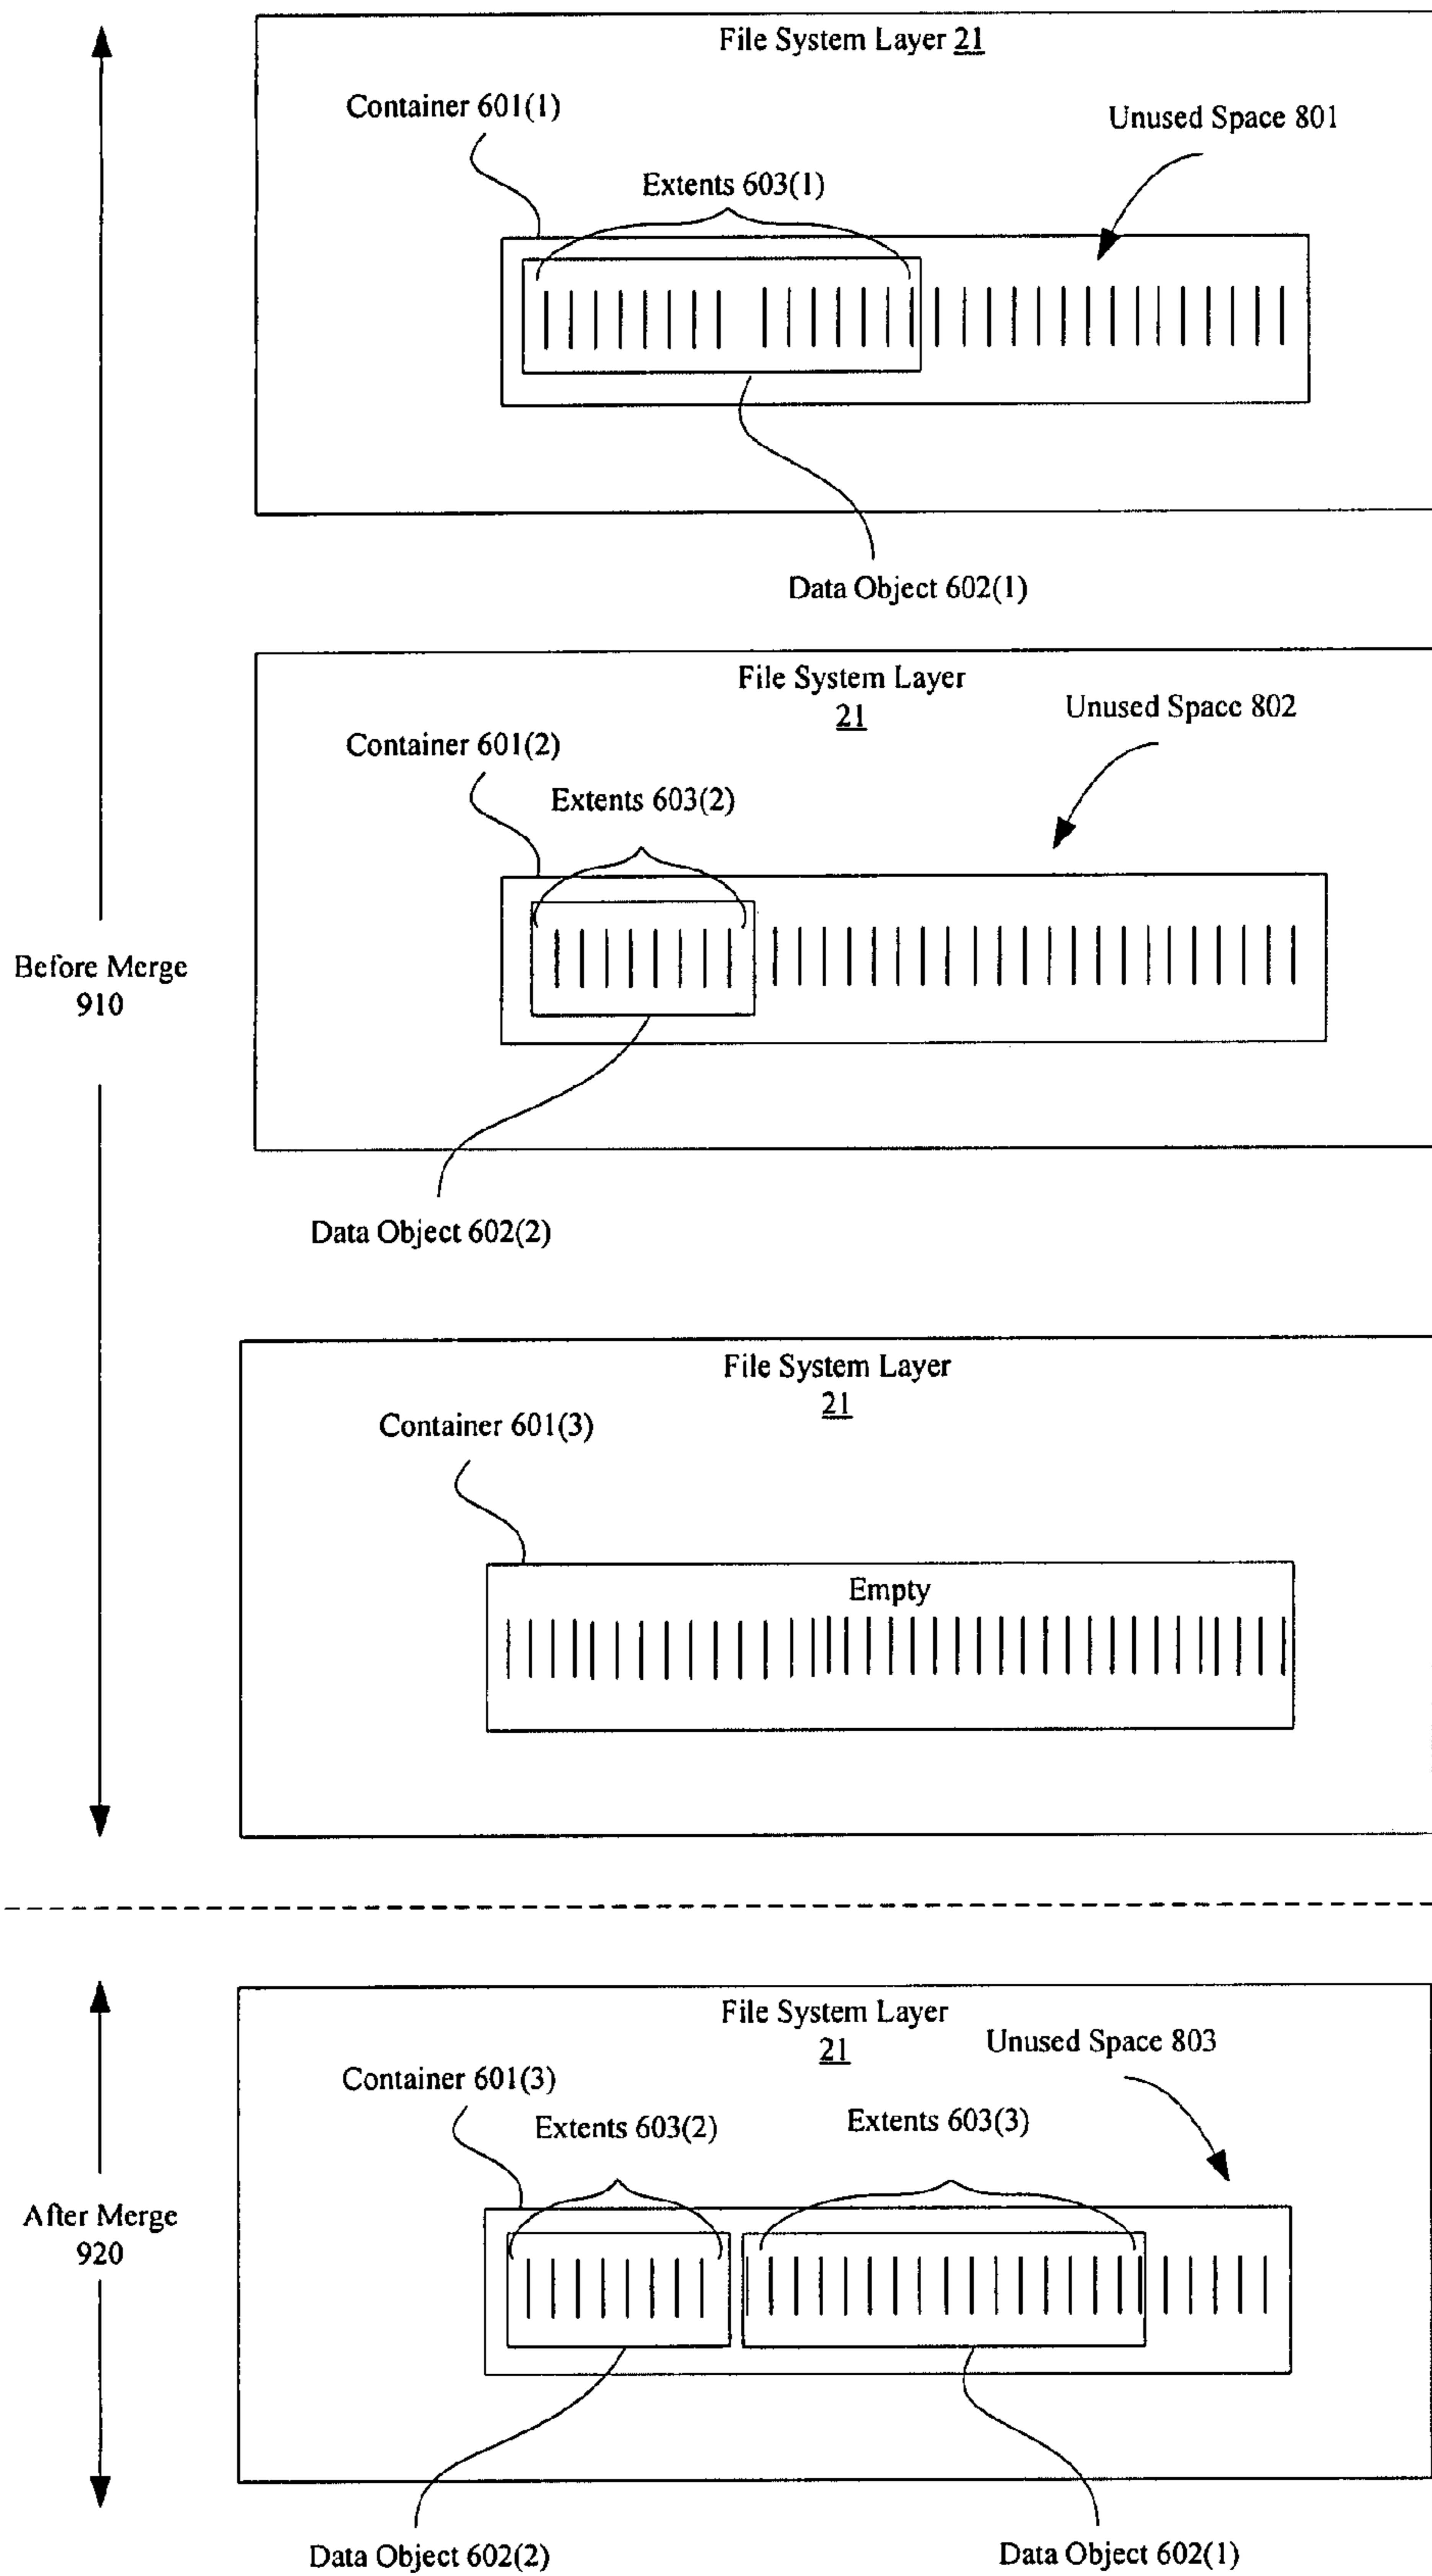 File System Layer 21
Container 601(1)
Unused Space 801
Extents 603(1)
Data Object 602(1)
File System Layer
21
Unused Space 802
Container 601(2)
Extents 603(2)
Before Merge
910
Data Object 602(2)
File System Layer
21
Container 601(3)
Empty
File System Layer
21
Unused Space 803
Container 601(3)
Extents 603(2)
Extents 603(3)
After Merge
920
Data Object 602(2)
Data Object 602(1)